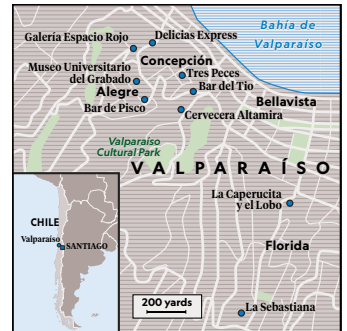 Bahía de
Valparaíso
Galería Espacio Rojo
Delicias Express
Concepción
Museo Universitario
del Grabado
Tres Peces
Alegre
Bar del Tio
Bar de Pisco
Bellavista
Cervecera Altamira
Valparaíso
Cultural Park
VALPARAÍSO
La Caperucita
y el Lobo
CHILE
Valparaíso
SANTIAGO
Florida
200 yards
La Sebastiana